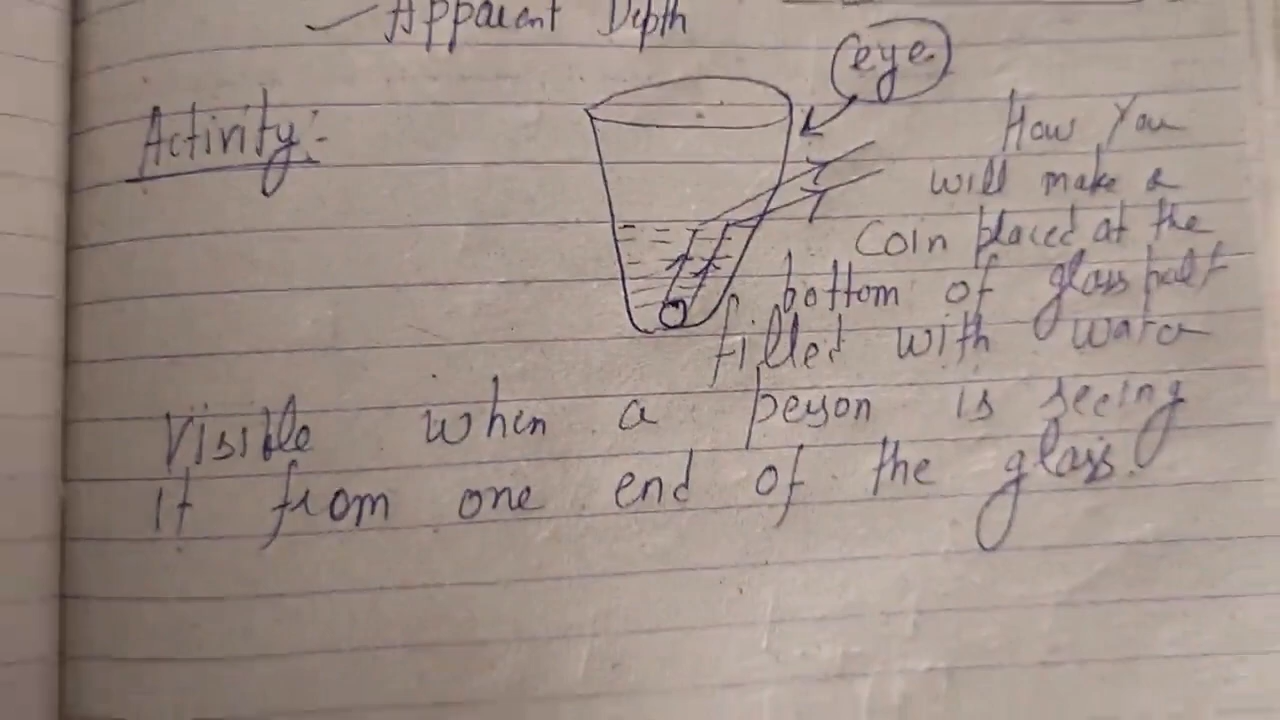 Apparent Depth
eye
Activity:-
How You
will make a
coin placed at the
bottom of glass half
filled with water
visible when a person is seeing
it from one end of the glass.